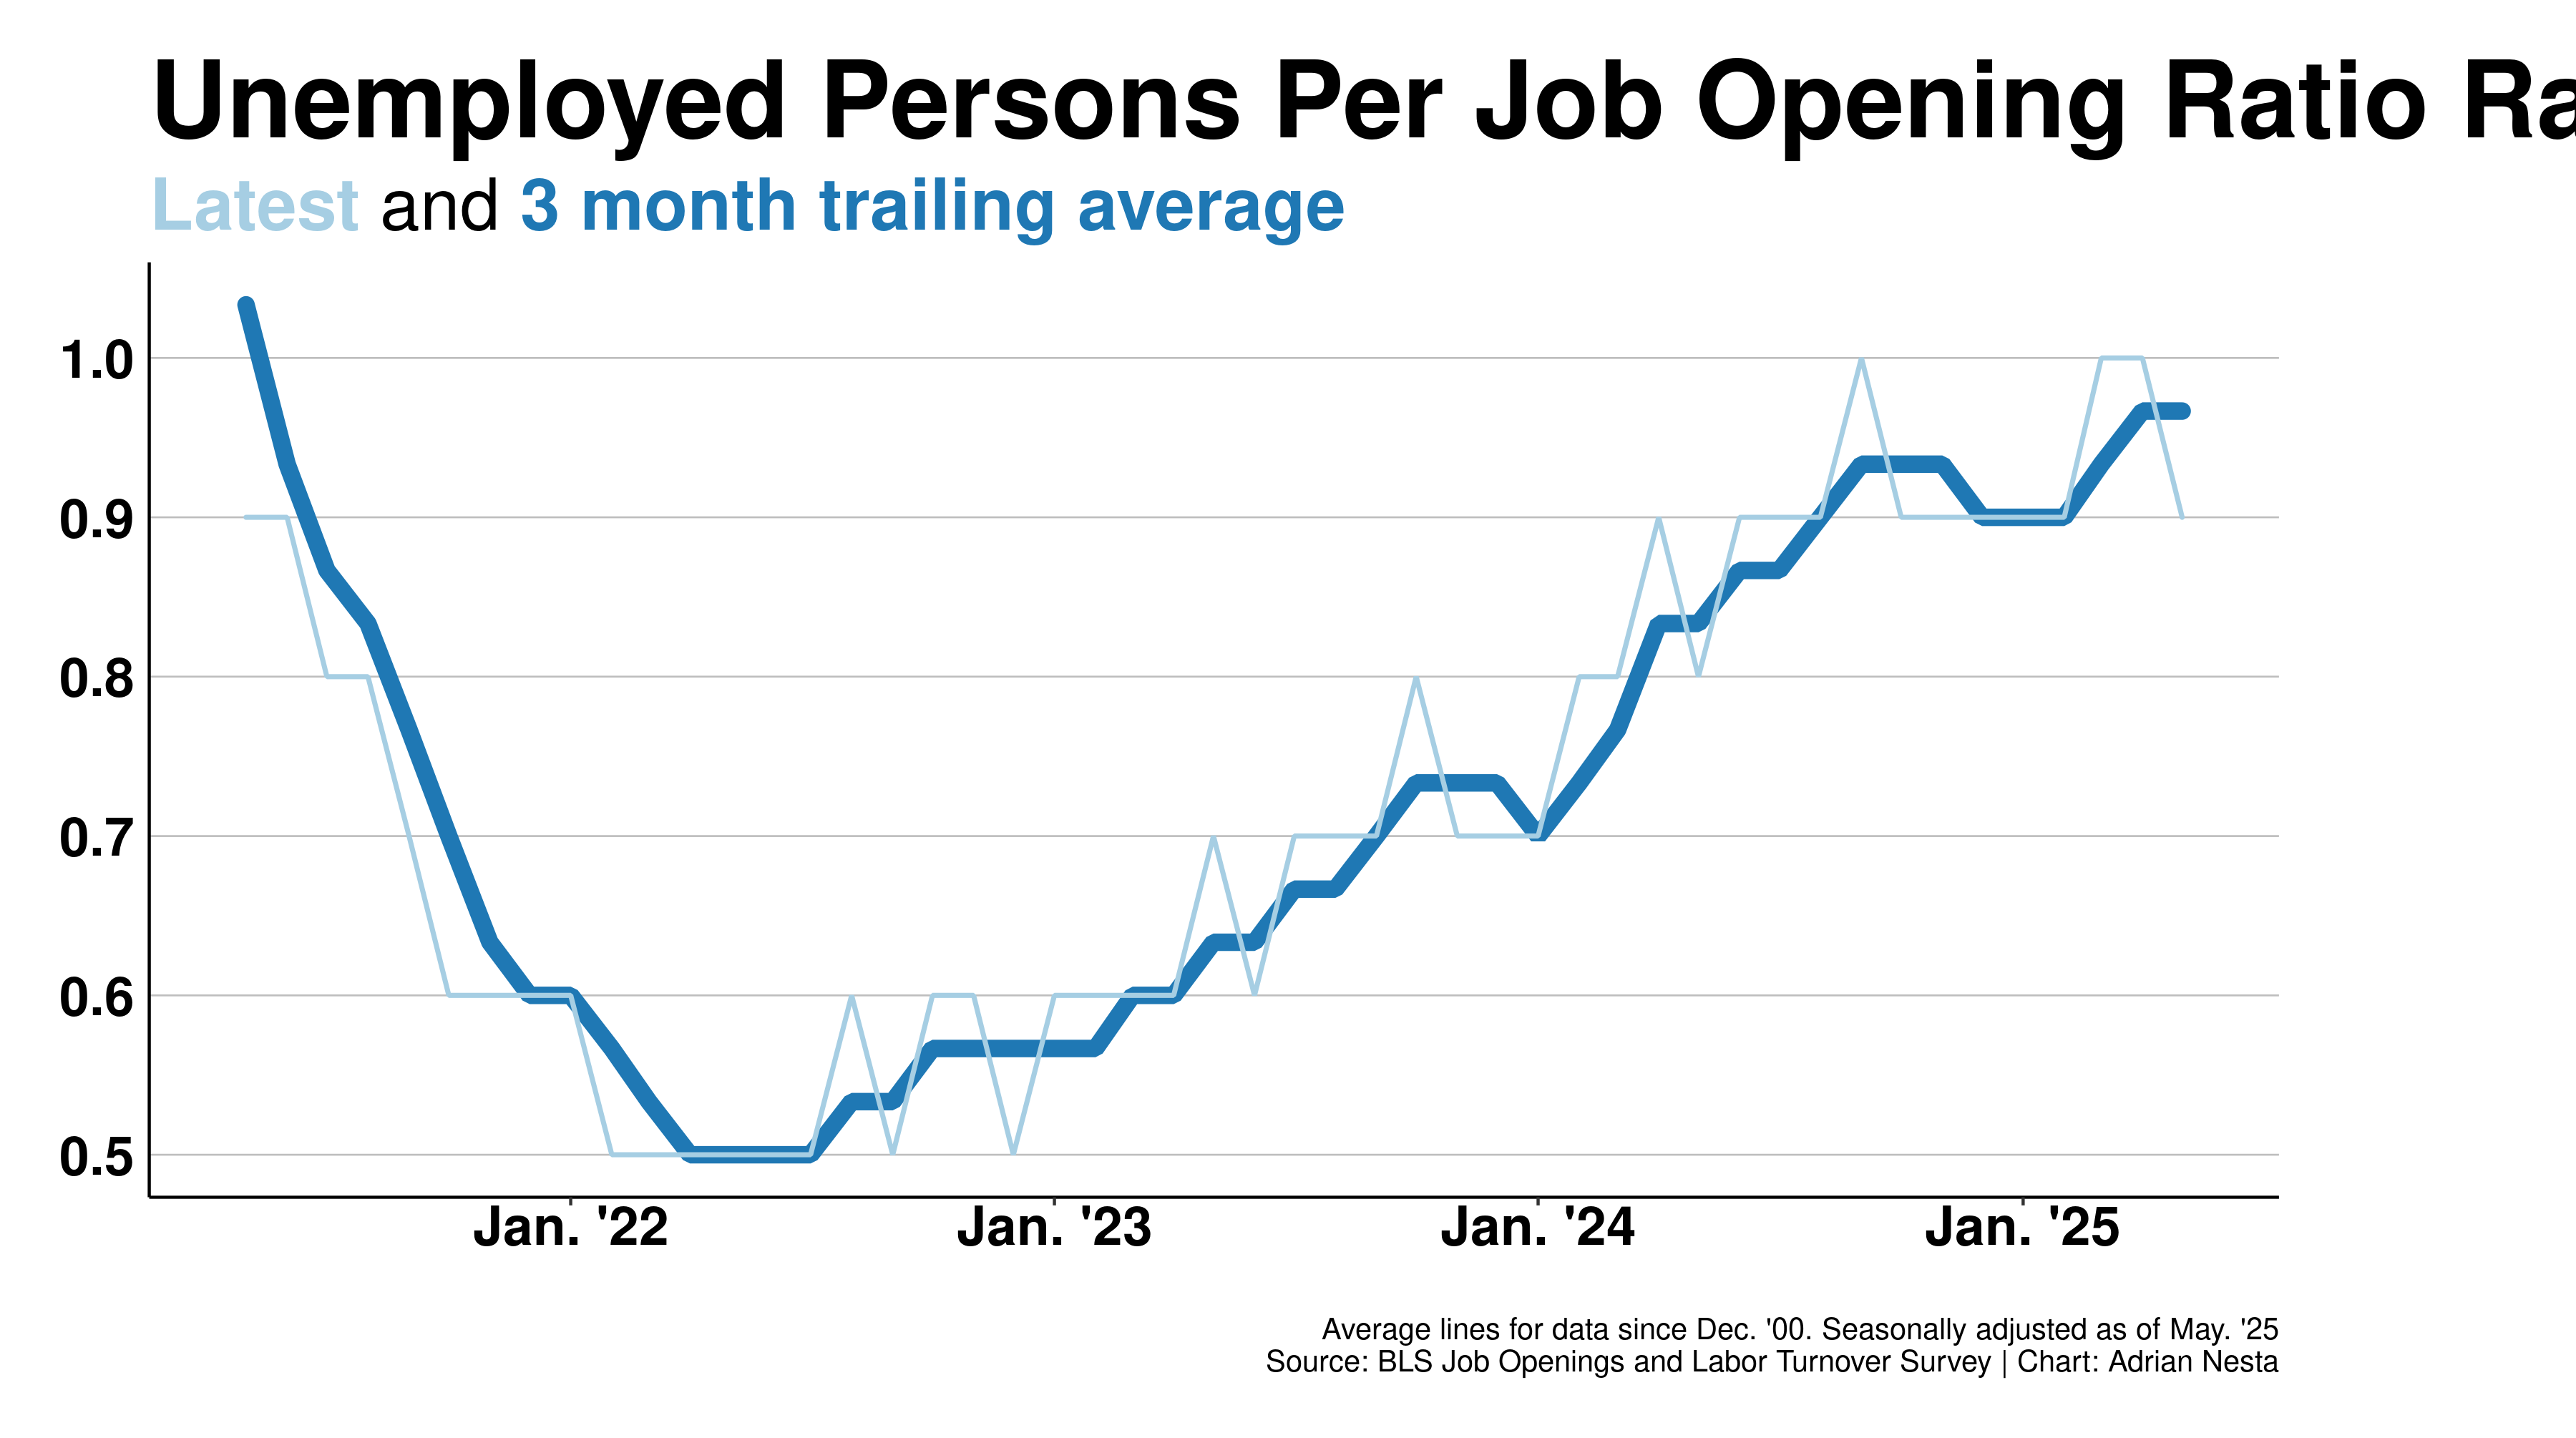 Unemployed Persons Per Job Opening Ratio
Latest and 3 month trailing average
1.0
0.9
0.8
0.7
0.6
0.5
Jan. '22
Jan. '23
Jan. '24
Jan. '25
Average lines for data since Dec. '00. Seasonally adjusted as of May. '25
Source: BLS Job Openings and Labor Turnover Survey | Chart: Adrian Nesta